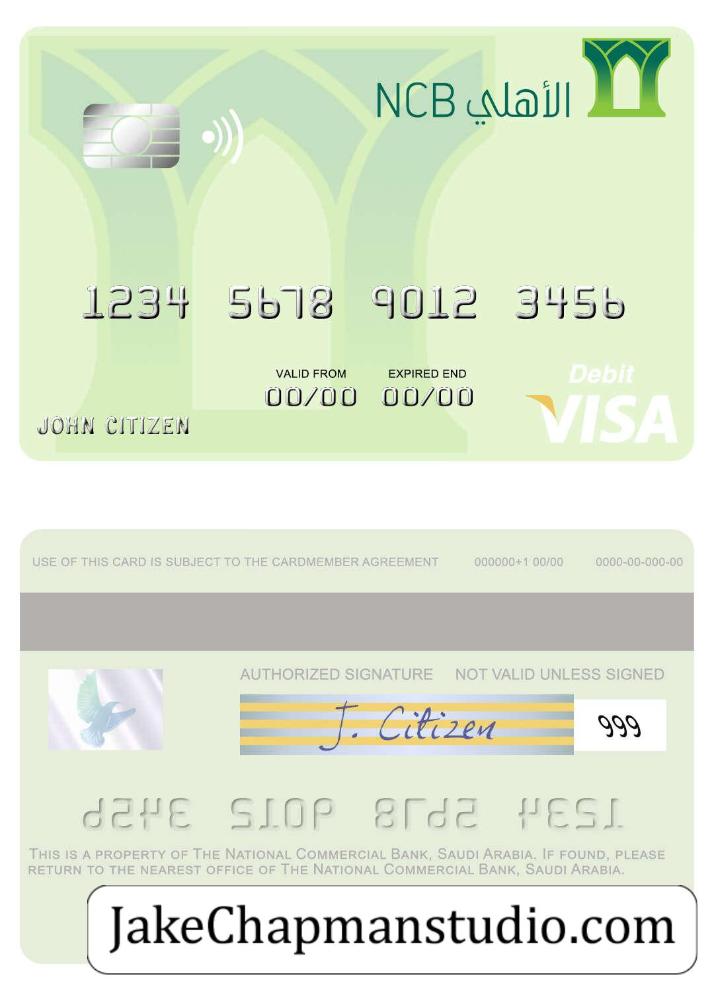 NCB الأهلي
1234 5678 9012 3456
VALID FROM EXPIRED END
00/00 00/00
Debit
VISA
JOHN CITIZEN
USE OF THIS CARD IS SUBJECT TO THE CARDMEMBER AGREEMENT 000000+1 00/00 0000-00-000-00
AUTHORIZED SIGNATURE NOT VALID UNLESS SIGNED
J. Citizen 999
1234 5678 9012 3456
THIS IS A PROPERTY OF THE NATIONAL COMMERCIAL BANK, SAUDI ARABIA. IF FOUND, PLEASE
RETURN TO THE NEAREST OFFICE OF THE NATIONAL COMMERCIAL BANK, SAUDI ARABIA.
JakeChapmanstudio.com